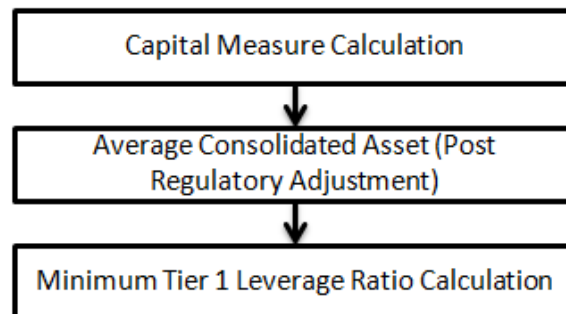 Capital Measure Calculation
Average Consolidated Asset (Post
Regulatory Adjustment)
Minimum Tier 1 Leverage Ratio Calculation